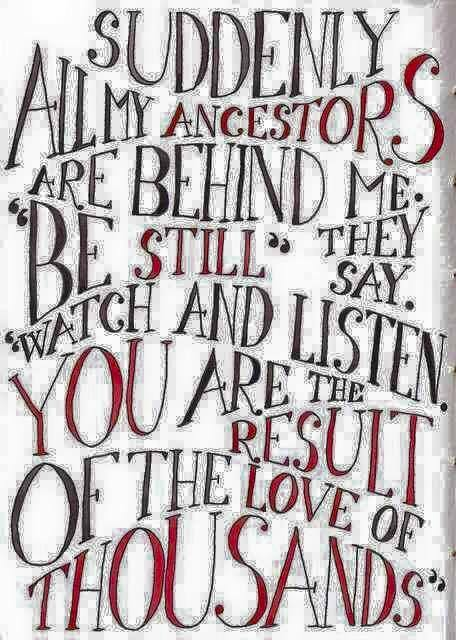 SUDDENLY
ALL MY ANCESTORS
ARE BEHIND ME.
"BE STILL" THEY
SAY.
"WATCH AND LISTEN.
YOU ARE THE
RESULT
OF THE LOVE OF
THOUSANDS"